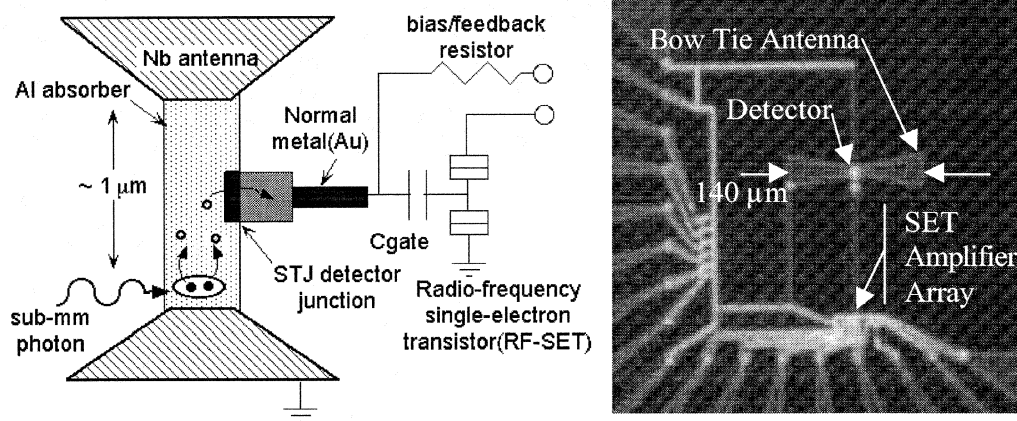 Nb antenna
Al absorber
~ 1 μm
sub-mm
photon
bias/feedback
resistor
Normal
metal(Au)
Cgate
STJ detector
junction
Radio-frequency
single-electron
transistor(RF-SET)
Bow Tie Antenna
Detector
140 μm
SET
Amplifier
Array